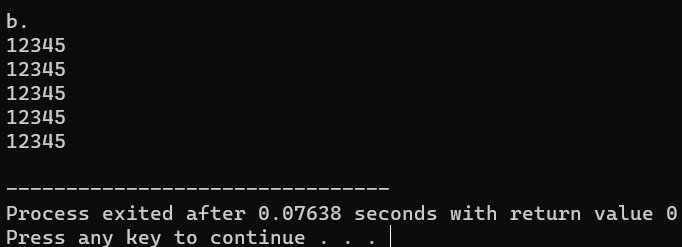 b.
12345
12345
12345
12345
12345
--------------------------------
Process exited after 0.07638 seconds with return value 0
Press any key to continue . . .